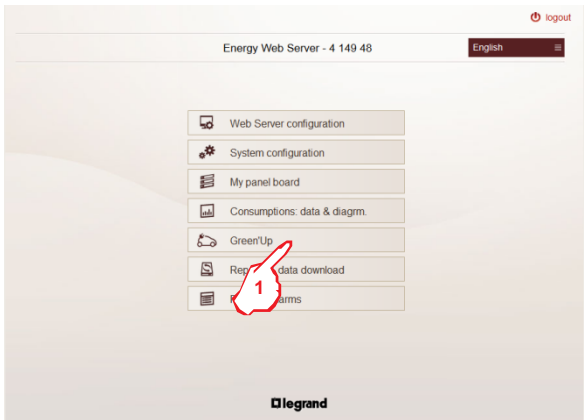 logout
Energy Web Server - 4 149 48
English
Web Server configuration
System configuration
My panel board
Consumptions: data & diagrm.
Green'Up
data download
1
arms
legrand